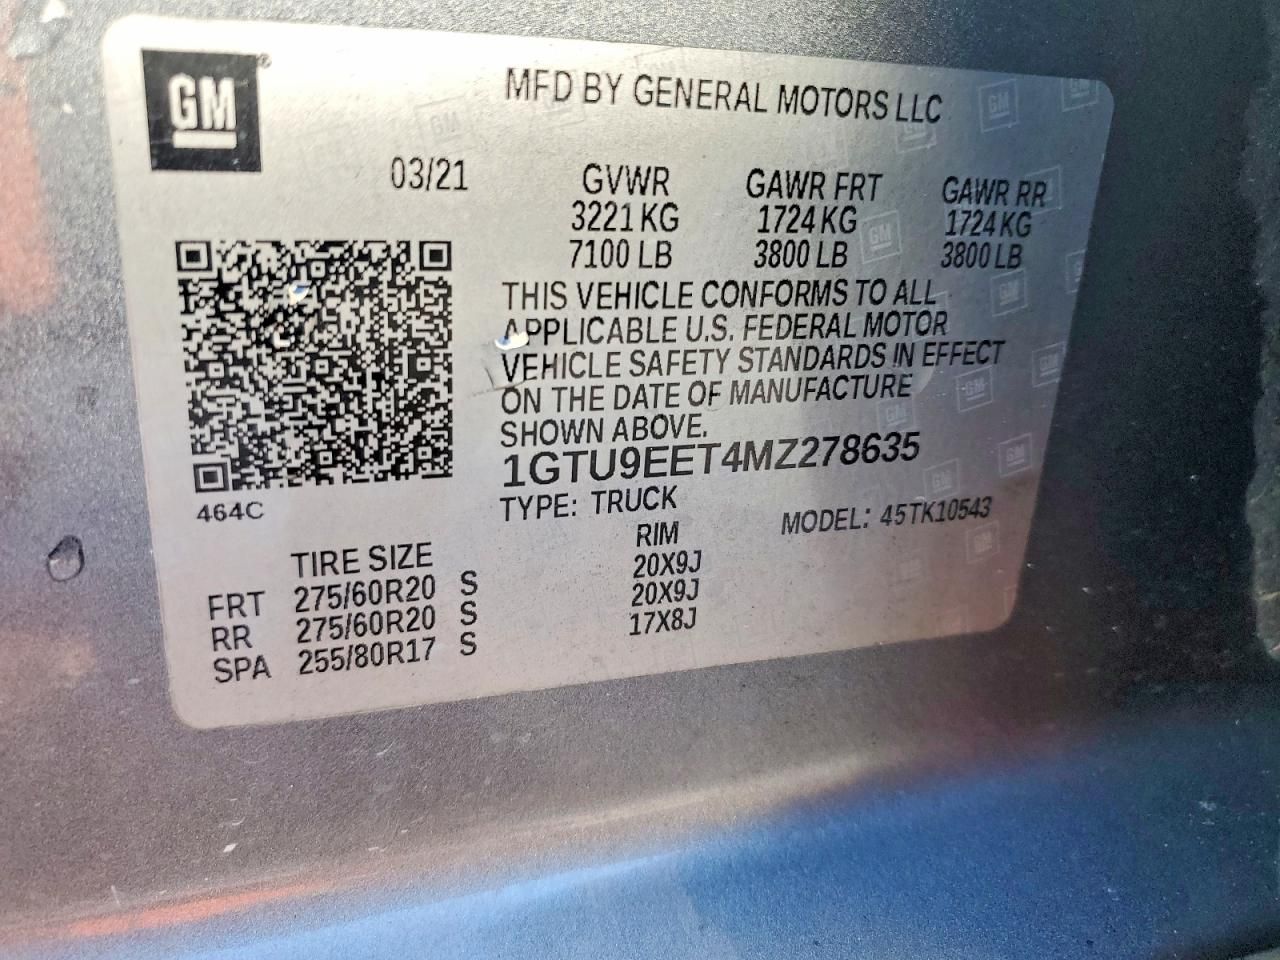 GM®
MFD BY GENERAL MOTORS LLC
03/21 GVWR GAWR FRT GAWR RR
3221 KG 1724 KG 1724 KG
7100 LB 3800 LB 3800 LB
THIS VEHICLE CONFORMS TO ALL
APPLICABLE U.S. FEDERAL MOTOR
VEHICLE SAFETY STANDARDS IN EFFECT
ON THE DATE OF MANUFACTURE
SHOWN ABOVE.
1GTU9EET4MZ278635
464C
TYPE: TRUCK MODEL: 45TK10543
TIRE SIZE RIM
FRT 275/60R20 S 20X9J
RR 275/60R20 S 20X9J
SPA 255/80R17 S 17X8J